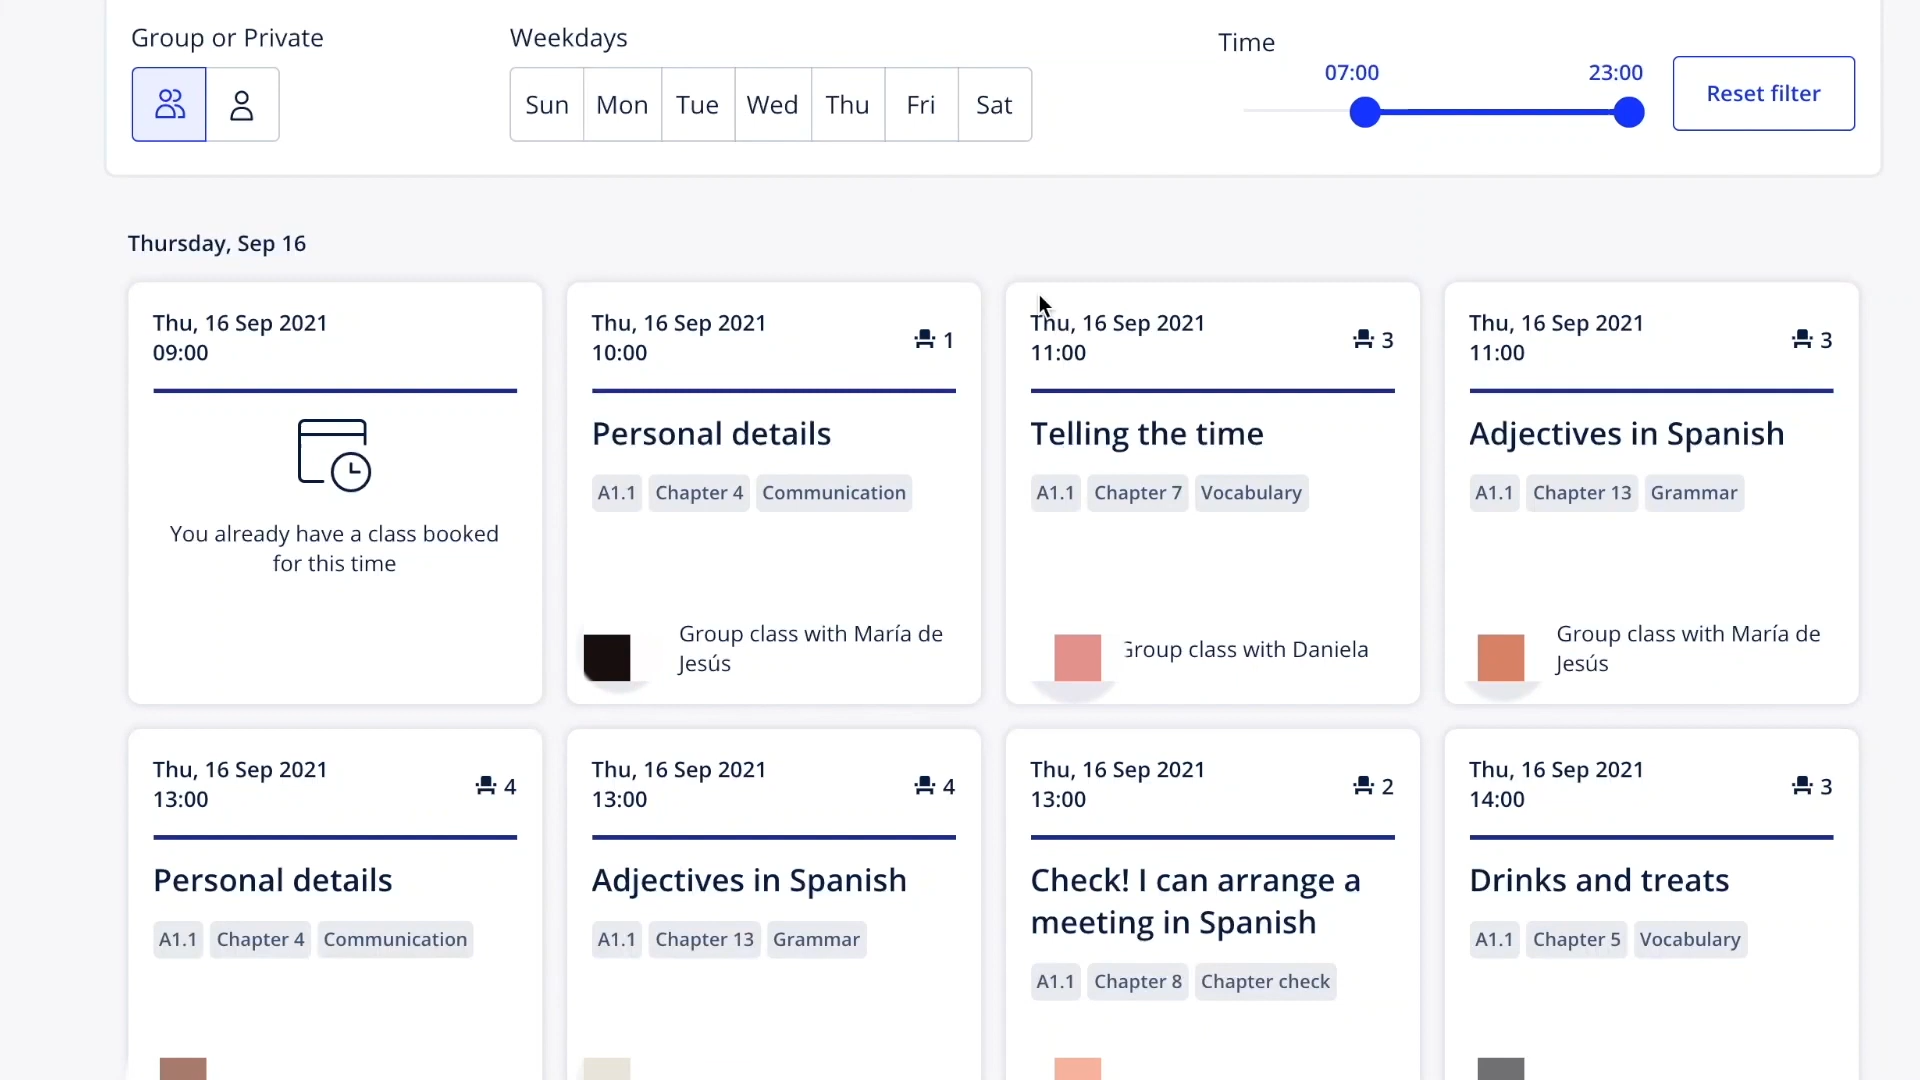 Group or Private
Weekdays
Time
Sun Mon Tue Wed Thu Fri Sat
07:00
23:00
Reset filter
Thursday, Sep 16
Thu, 16 Sep 2021
09:00
You already have a class booked
for this time
Thu, 16 Sep 2021
10:00
1
Personal details
A1.1 Chapter 4 Communication
Group class with María de
Jesús
Thu, 16 Sep 2021
11:00
3
Telling the time
A1.1 Chapter 7 Vocabulary
Group class with Daniela
Thu, 16 Sep 2021
11:00
3
Adjectives in Spanish
A1.1 Chapter 13 Grammar
Group class with María de
Jesús
Thu, 16 Sep 2021
13:00
4
Personal details
A1.1 Chapter 4 Communication
Thu, 16 Sep 2021
13:00
4
Adjectives in Spanish
A1.1 Chapter 13 Grammar
Thu, 16 Sep 2021
13:00
2
Check! I can arrange a
meeting in Spanish
A1.1 Chapter 8 Chapter check
Thu, 16 Sep 2021
14:00
3
Drinks and treats
A1.1 Chapter 5 Vocabulary